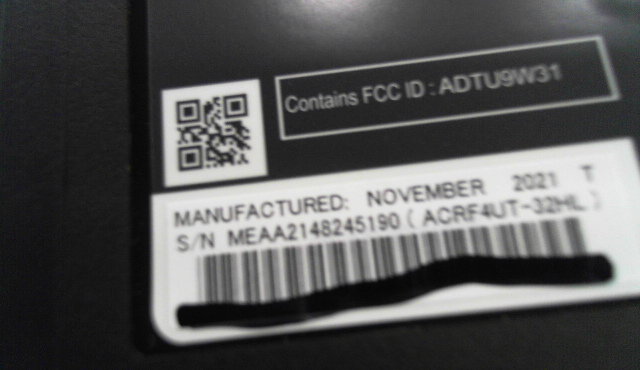 Contains FCC ID : ADTU9W31
MANUFACTURED: NOVEMBER 2021 T
S/N MEAA2148245190 ( ACRF4UT-32HL )